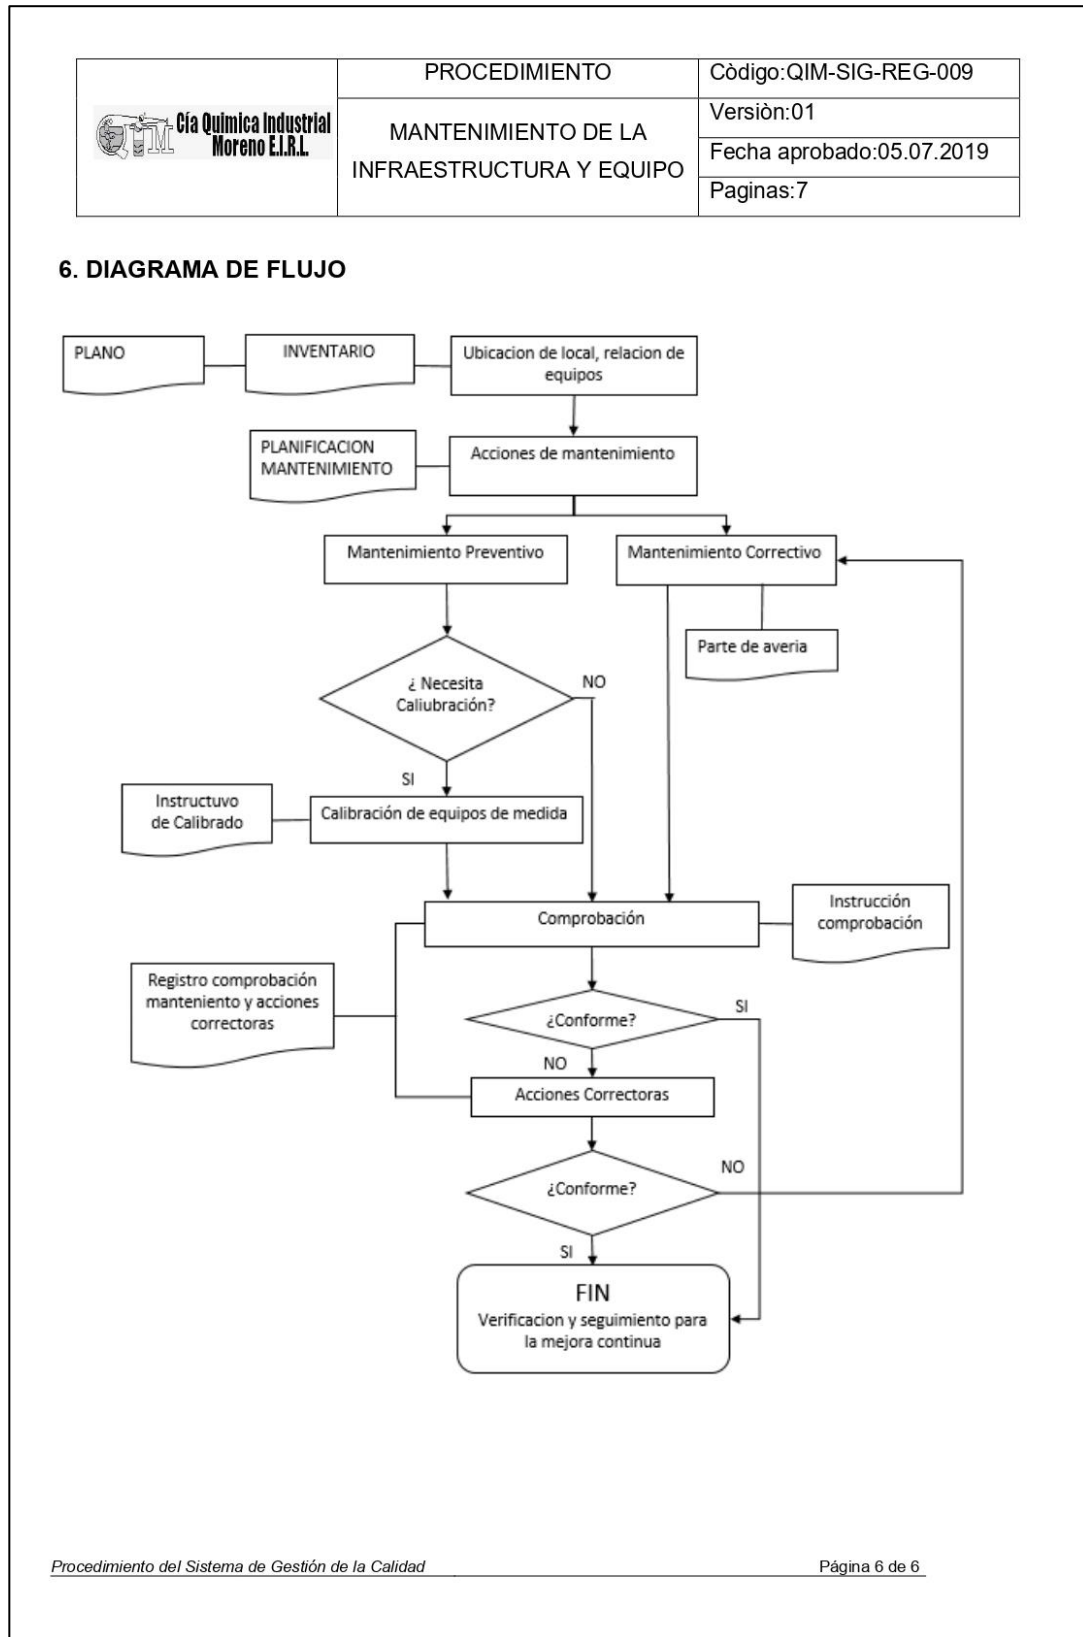 Cía Quimica Industrial
Moreno E.I.R.L.
PROCEDIMIENTO
MANTENIMIENTO DE LA
INFRAESTRUCTURA Y EQUIPO
Còdigo:QIM-SIG-REG-009
Versiòn:01
Fecha aprobado:05.07.2019
Paginas:7
6. DIAGRAMA DE FLUJO
PLANO
INVENTARIO
Ubicacion de local, relacion de
equipos
PLANIFICACION
MANTENIMIENTO
Acciones de mantenimiento
Mantenimiento Preventivo
Mantenimiento Correctivo
Parte de averia
¿ Necesita
Caliubración?
NO
SI
Instructuvo
de Calibrado
Calibración de equipos de medida
Comprobación
Instrucción
comprobación
Registro comprobación
manteniento y acciones
correctoras
¿Conforme?
SI
NO
Acciones Correctoras
¿Conforme?
NO
SI
FIN
Verificacion y seguimiento para
la mejora continua
Procedimiento del Sistema de Gestión de la Calidad
Página 6 de 6